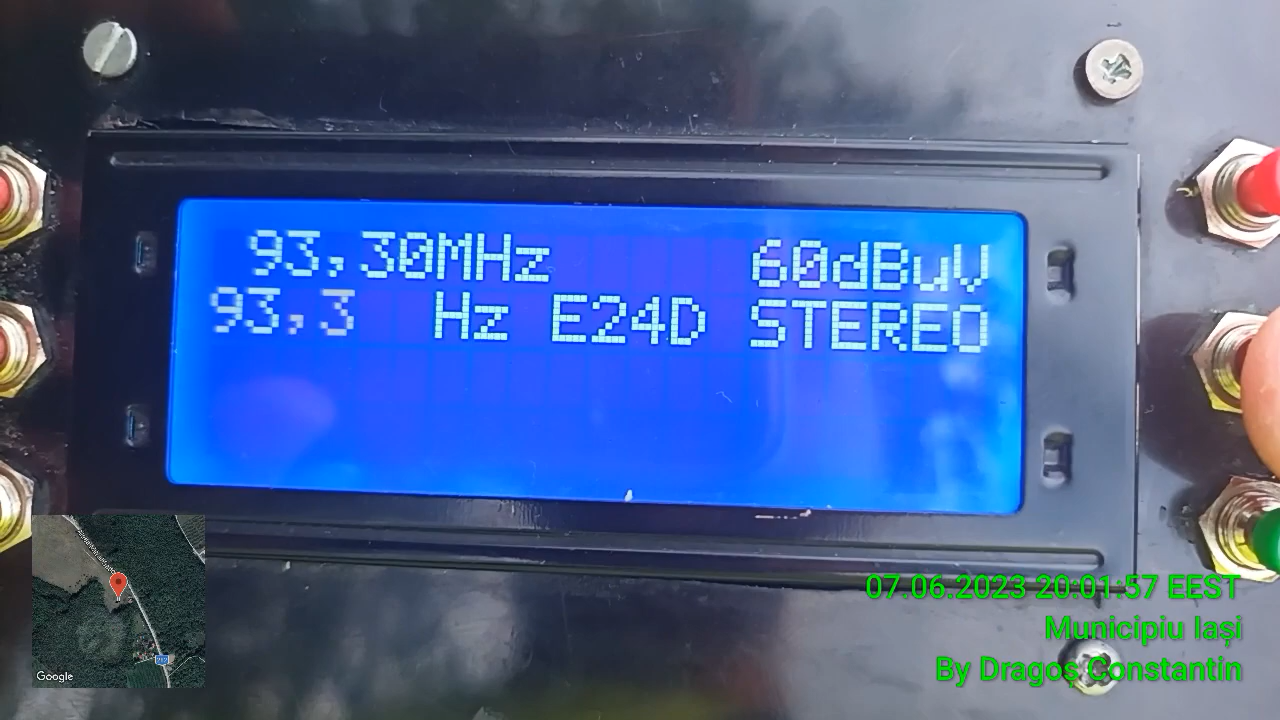 93,30MHz 60dBuV
93,3 Hz E24D STEREO
07.06.2023 20:01:57 EEST
Municipiu Iași
By Dragoș Constantin
Google